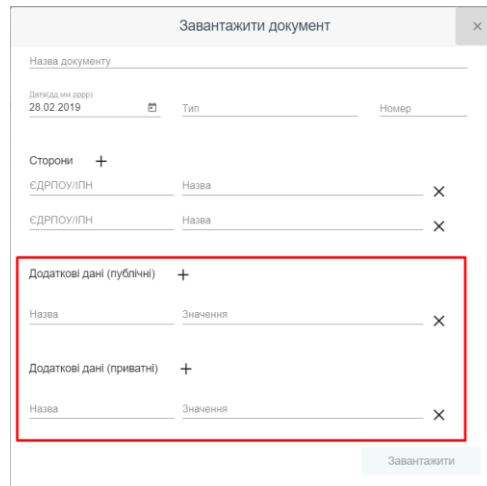 Завантажити документ
Назва документу
Дата(дд.мм.рррр)
28.02.2019 Тип Номер
Сторони
ЄДРПОУ/ІПН Назва
ЄДРПОУ/ІПН Назва
Додаткові дані (публічні)
Назва Значення
Додаткові дані (приватні)
Назва Значення
Завантажити